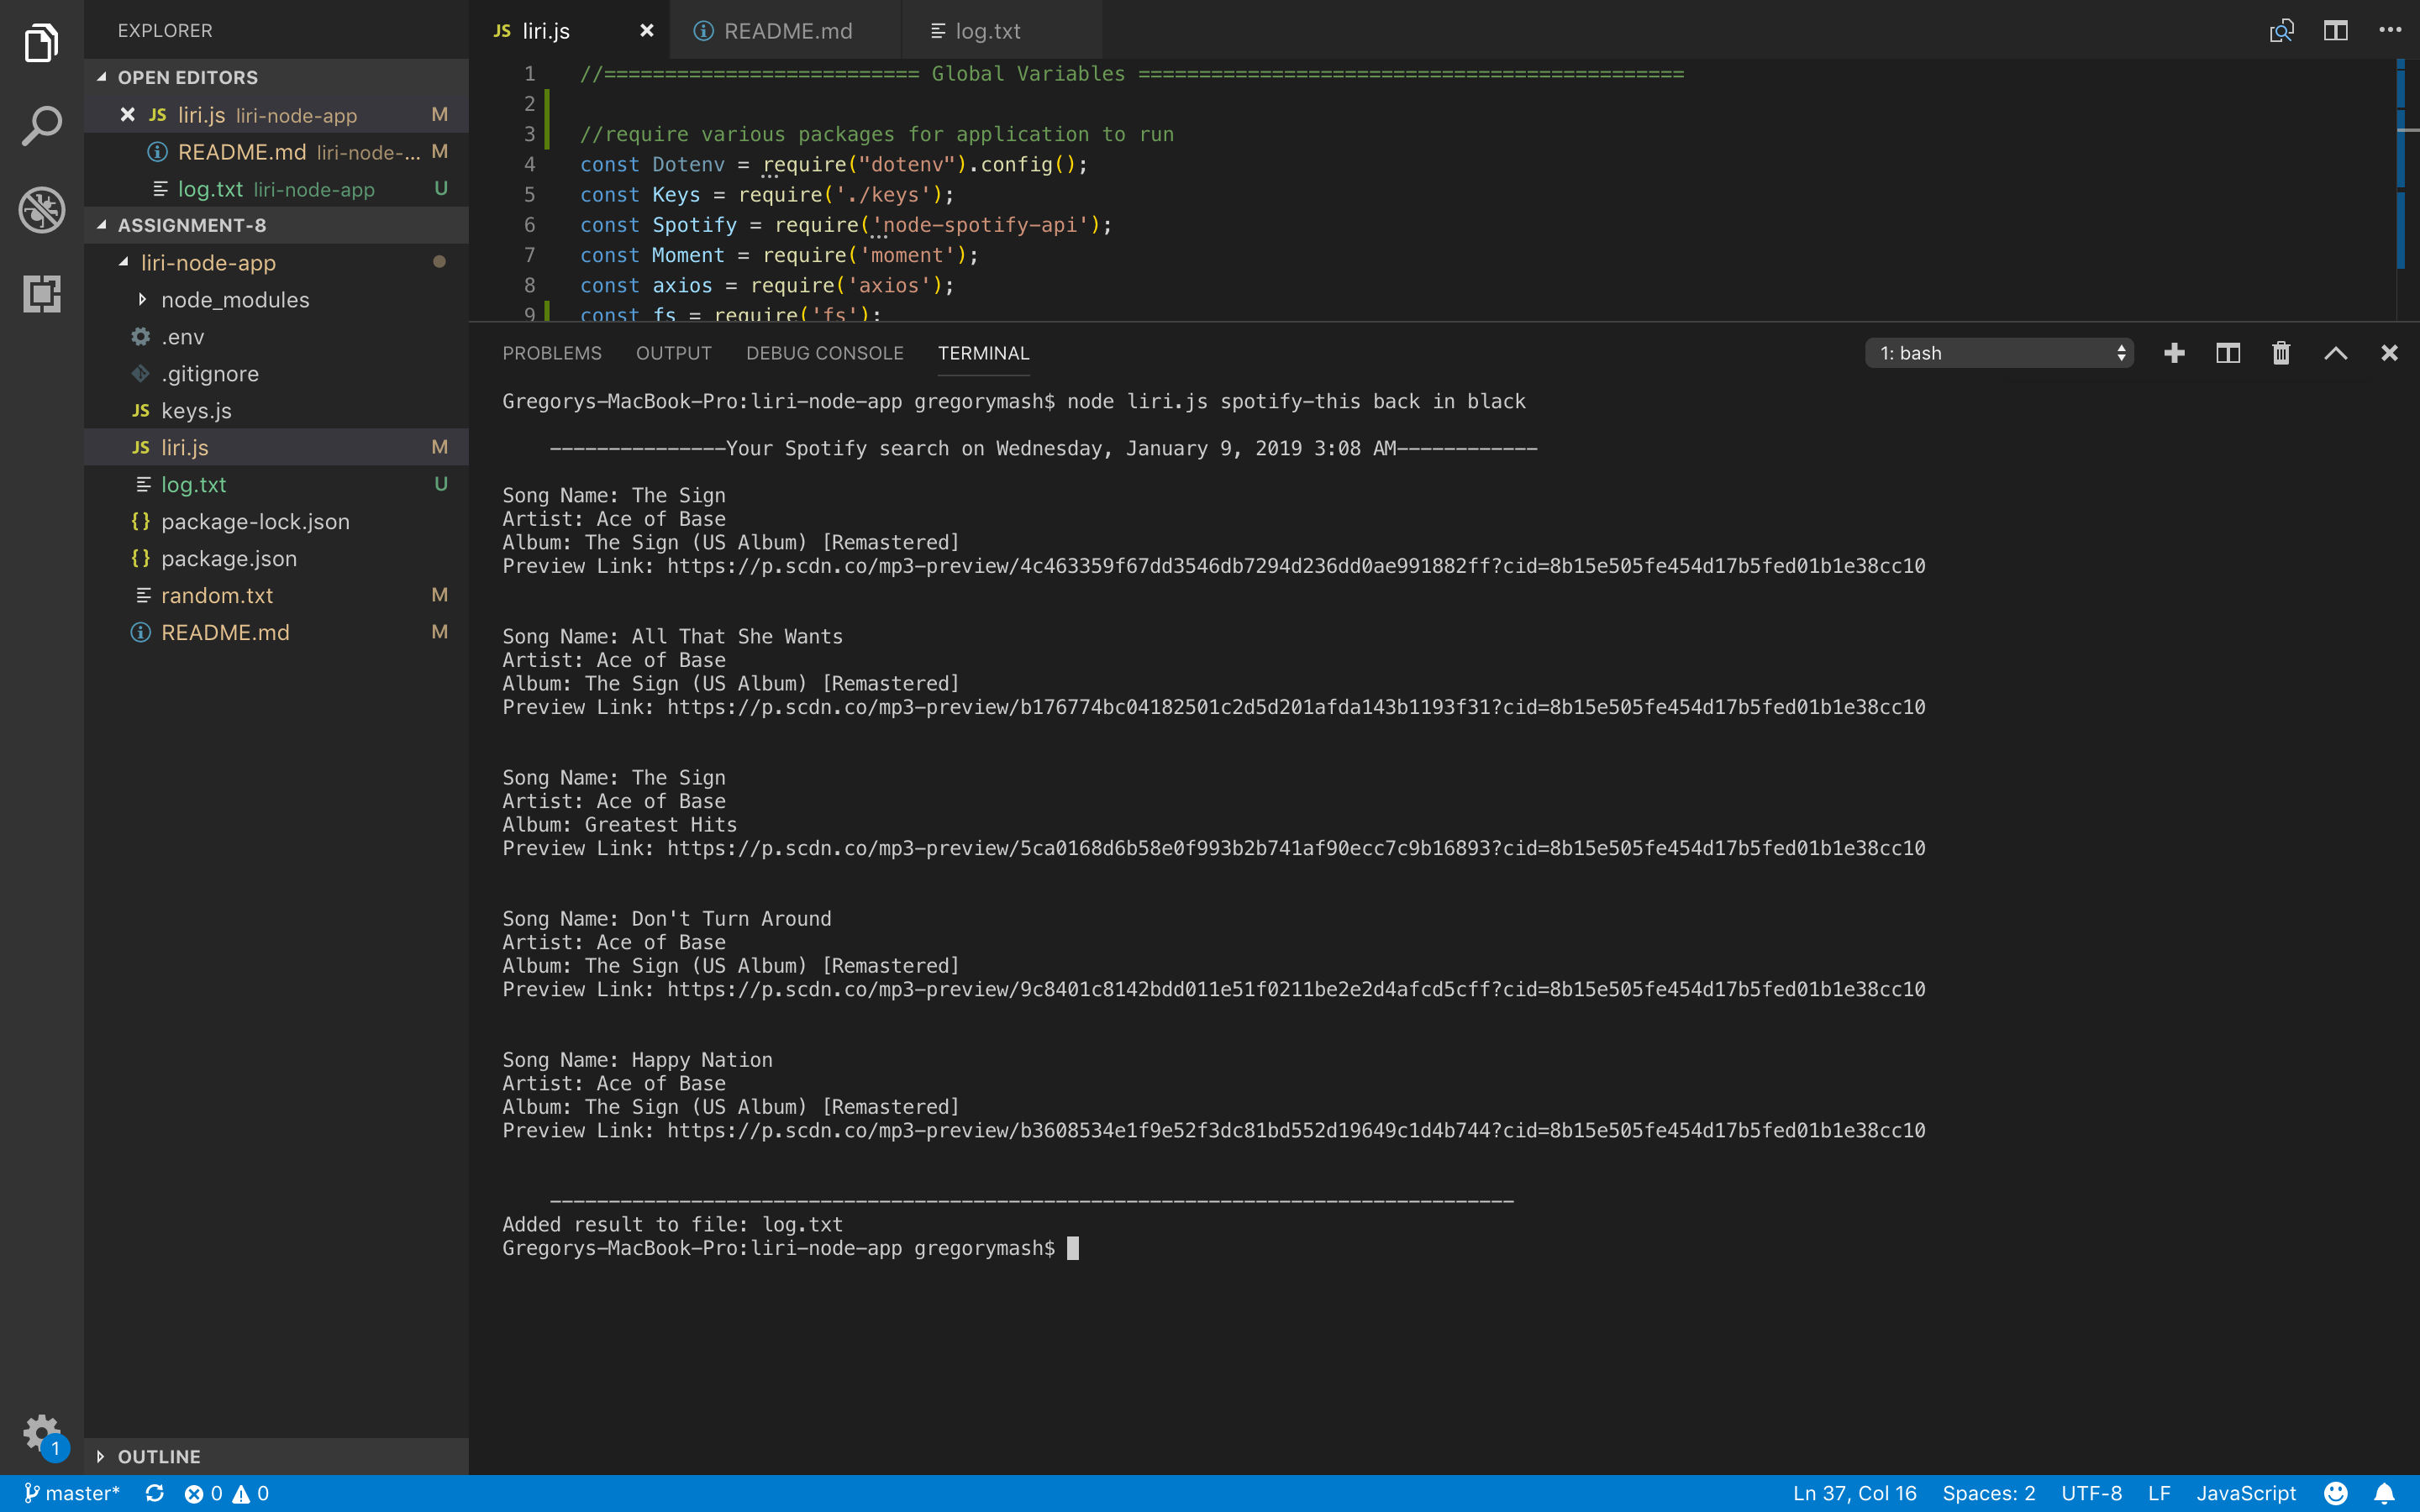 EXPLORER
OPEN EDITORS
liri.js liri-node-app M
README.md liri-node-... M
log.txt liri-node-app U
ASSIGNMENT-8
liri-node-app
node_modules
.env
.gitignore
JS keys.js
JS liri.js M
log.txt U
{} package-lock.json
{} package.json
random.txt M
README.md M
OUTLINE
JS liri.js
README.md
log.txt
1 //========================== Global Variables =============================================
2
3 //require various packages for application to run
4 const Dotenv = require("dotenv").config();
5 const Keys = require('./keys');
6 const Spotify = require('node-spotify-api');
7 const Moment = require('moment');
8 const axios = require('axios');
9 const fs = require('fs');
PROBLEMS OUTPUT DEBUG CONSOLE TERMINAL
1: bash
Gregorys-MacBook-Pro:liri-node-app gregorymash$ node liri.js spotify-this back in black
---------------Your Spotify search on Wednesday, January 9, 2019 3:08 AM------------
Song Name: The Sign
Artist: Ace of Base
Album: The Sign (US Album) [Remastered]
Preview Link: https://p.scdn.co/mp3-preview/4c463359f67dd3546db7294d236dd0ae991882ff?cid=8b15e505fe454d17b5fed01b1e38cc10
Song Name: All That She Wants
Artist: Ace of Base
Album: The Sign (US Album) [Remastered]
Preview Link: https://p.scdn.co/mp3-preview/b176774bc04182501c2d5d201afda143b1193f31?cid=8b15e505fe454d17b5fed01b1e38cc10
Song Name: The Sign
Artist: Ace of Base
Album: Greatest Hits
Preview Link: https://p.scdn.co/mp3-preview/5ca0168d6b58e0f993b2b741af90ecc7c9b16893?cid=8b15e505fe454d17b5fed01b1e38cc10
Song Name: Don't Turn Around
Artist: Ace of Base
Album: The Sign (US Album) [Remastered]
Preview Link: https://p.scdn.co/mp3-preview/9c8401c8142bdd011e51f0211be2e2d4afcd5cff?cid=8b15e505fe454d17b5fed01b1e38cc10
Song Name: Happy Nation
Artist: Ace of Base
Album: The Sign (US Album) [Remastered]
Preview Link: https://p.scdn.co/mp3-preview/b3608534e1f9e52f3dc81bd552d19649c1d4b744?cid=8b15e505fe454d17b5fed01b1e38cc10
----------------------------------------------------------------------------------
Added result to file: log.txt
Gregorys-MacBook-Pro:liri-node-app gregorymash$
1
master* 0 0
Ln 37, Col 16 Spaces: 2 UTF-8 LF JavaScript